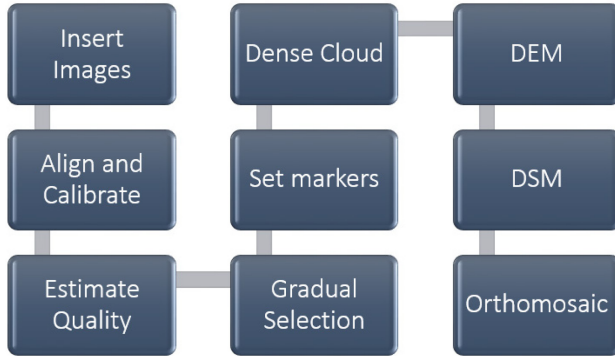 Insert
Images
Align and
Calibrate
Estimate
Quality
Gradual
Selection
Set markers
Dense Cloud
DEM
DSM
Orthomosaic